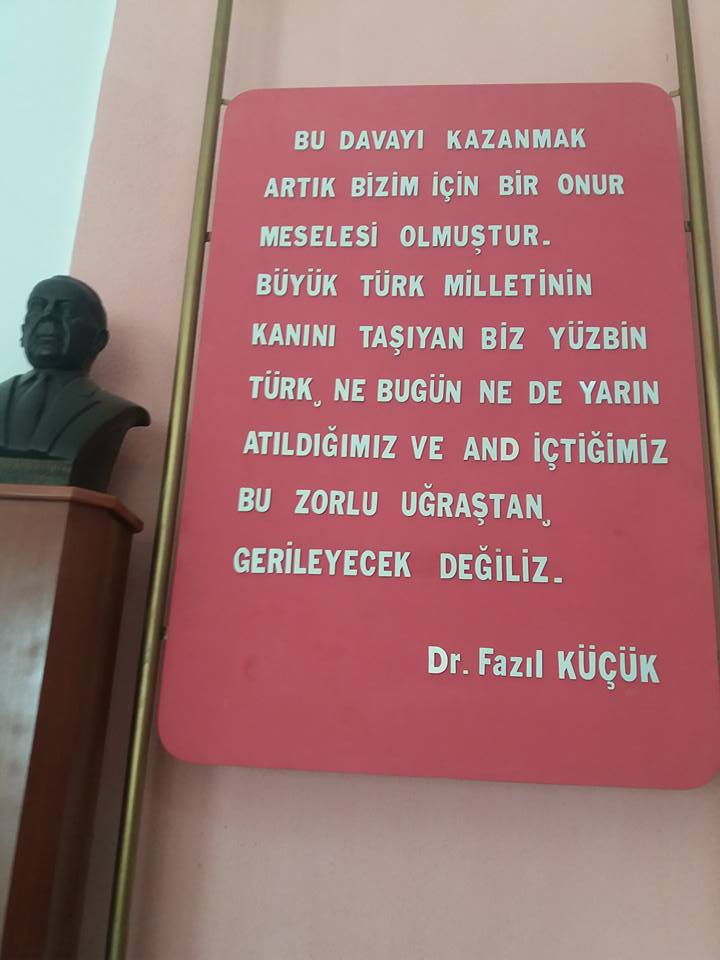 BU DAVAYI KAZANMAK
ARTIK BİZİM İÇİN BİR ONUR
MESELESİ OLMUŞTUR.
BÜYÜK TÜRK MİLLETİNİN
KANINI TAŞIYAN BİZ YÜZBİN
TÜRK, NE BUGÜN NE DE YARIN
ATILDIĞIMIZ VE AND İÇTİĞİMİZ
BU ZORLU UĞRAŞTAN,
GERİLEYECEK DEĞİLİZ.
Dr. Fazıl KÜÇÜK